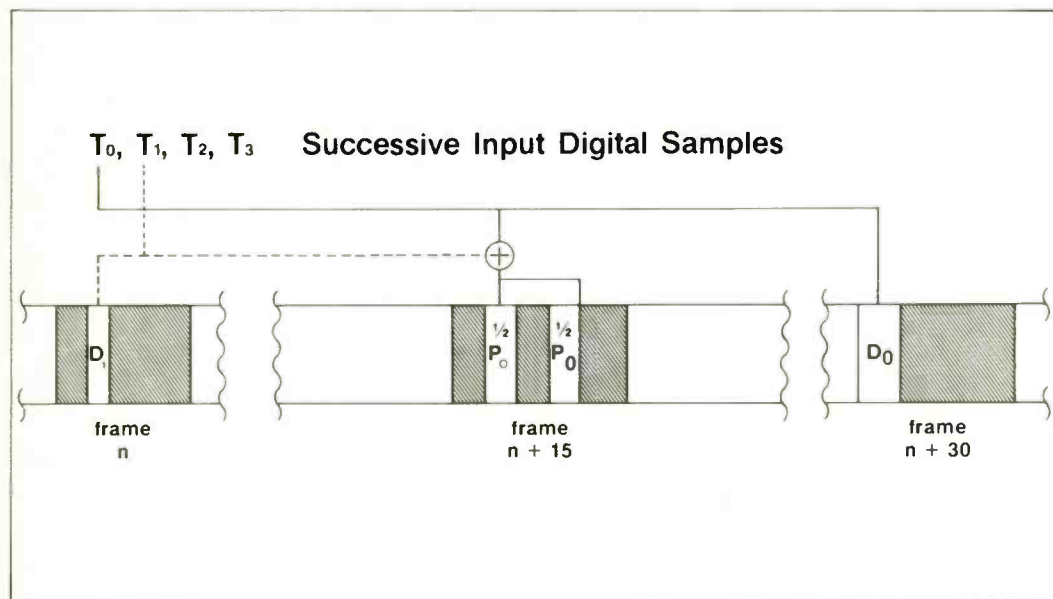 T₀, T₁, T₂, T₃ Successive Input Digital Samples
+
D₁
½ ½
P₀ P₀
D₀
frame frame frame
n n + 15 n + 30